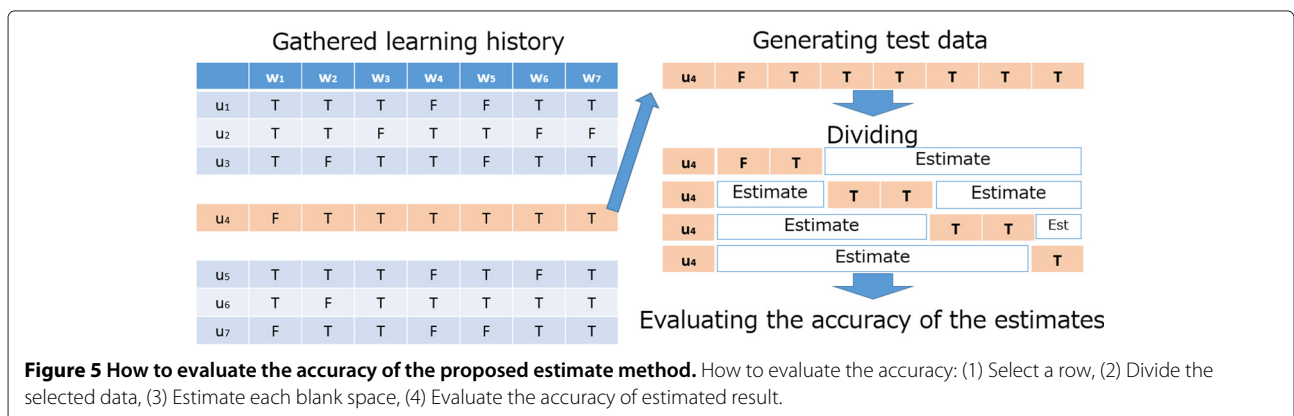 Gathered learning history
w1 w2 w3 w4 w5 w6 w7
u1 T T T F F T T
u2 T T F T T F F
u3 T F T T F T T
u4 F T T T T T T
u5 T T T F T F T
u6 T F T T T T T
u7 F T T F F T T
Generating test data
u4 F T T T T T T
Dividing
u4 F T Estimate
u4 Estimate T T Estimate
u4 Estimate T T Est
u4 Estimate T
Evaluating the accuracy of the estimates
Figure 5 How to evaluate the accuracy of the proposed estimate method. How to evaluate the accuracy: (1) Select a row, (2) Divide the
selected data, (3) Estimate each blank space, (4) Evaluate the accuracy of estimated result.